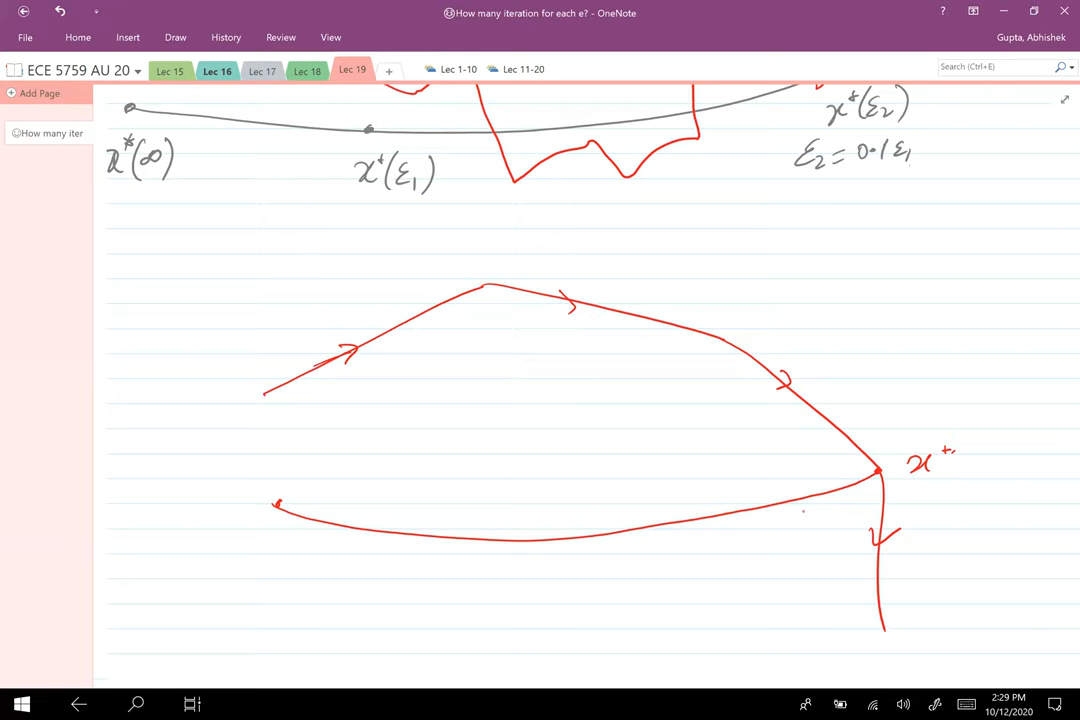 How many iteration for each e? - OneNote
File Home Insert Draw History Review View Gupta, Abhishek
ECE 5759 AU 20 Lec 15 Lec 16 Lec 17 Lec 18 Lec 19 + Lec 1-10 Lec 11-20 Search (Ctrl+E)
Add Page
How many iter
x*(∞)
x*(ε1)
x*(ε2)
ε2 = 0.1 ε1
x*
2:29 PM
10/12/2020